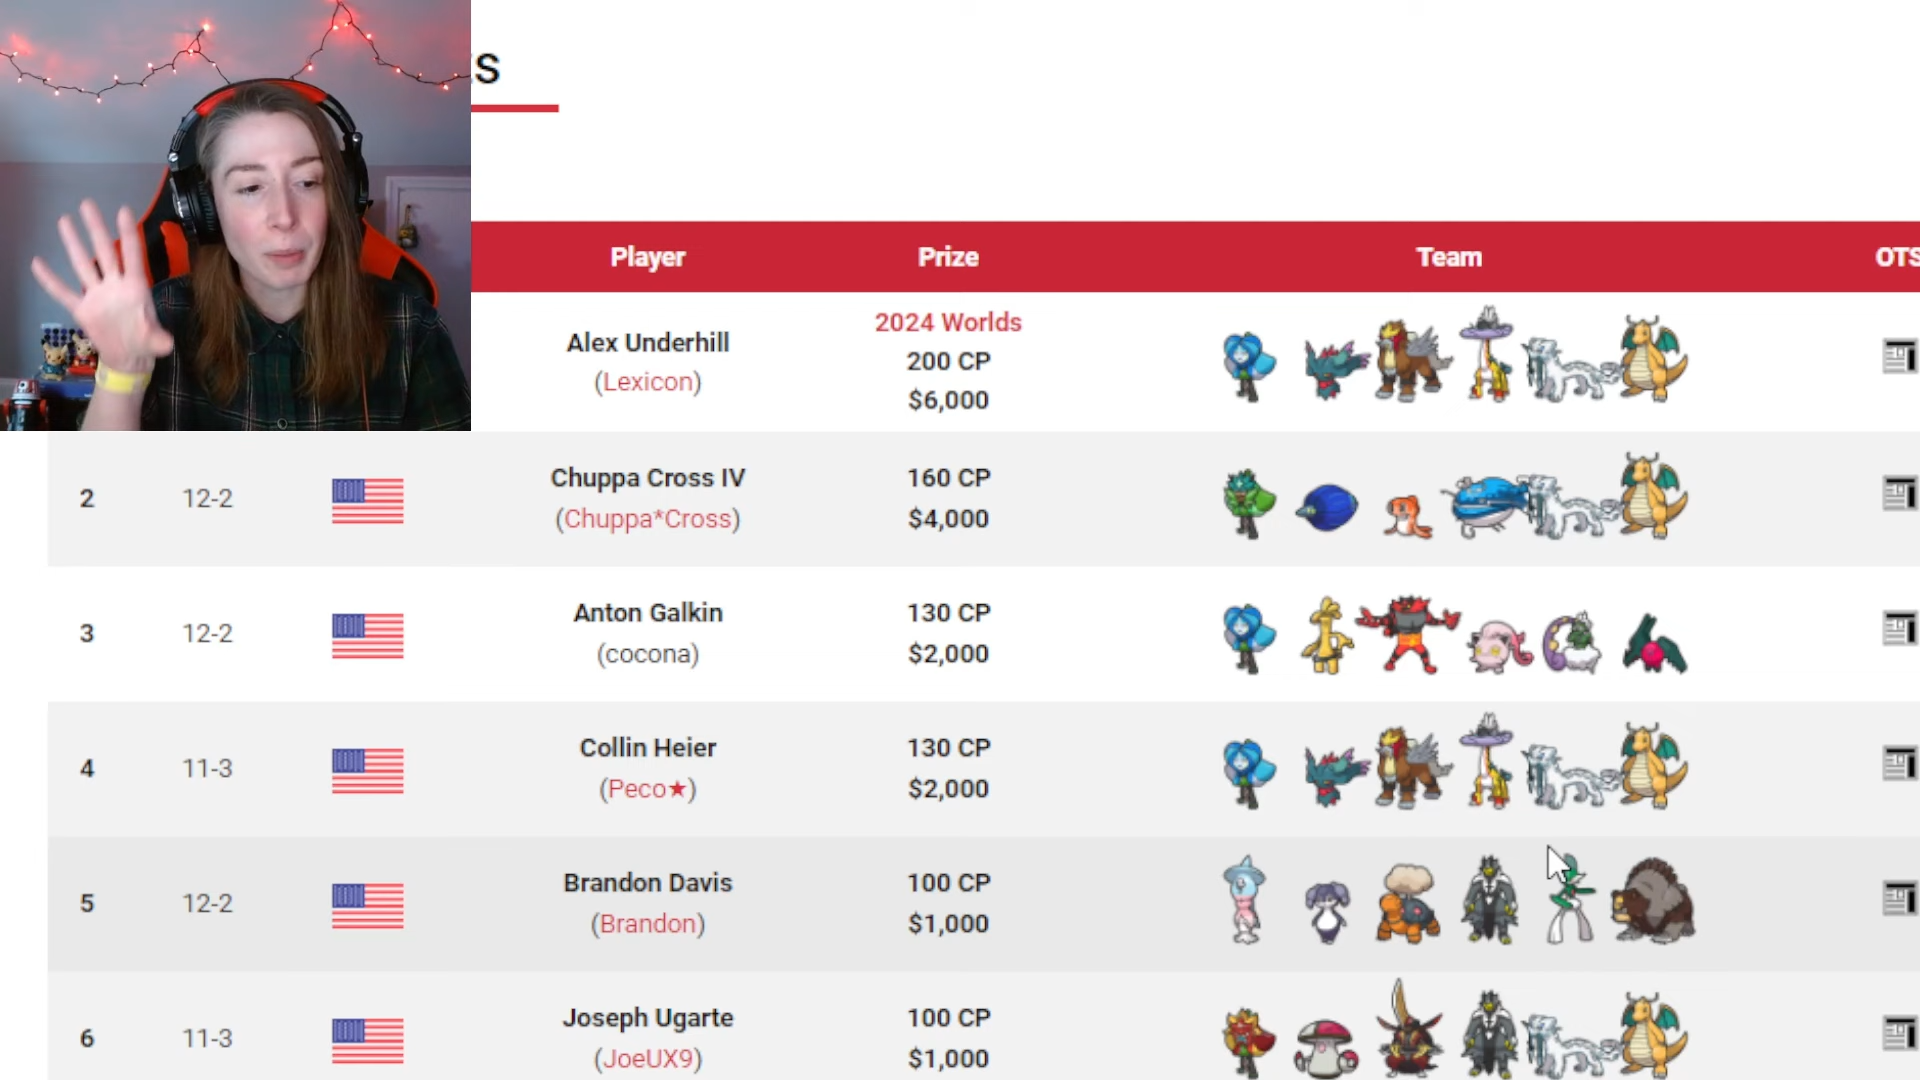 S
Player Prize Team OTS
Alex Underhill
(Lexicon)
2024 Worlds
200 CP
$6,000
2 12-2
Chuppa Cross IV
(Chuppa*Cross)
160 CP
$4,000
3 12-2
Anton Galkin
(cocona)
130 CP
$2,000
4 11-3
Collin Heier
(Peco★)
130 CP
$2,000
5 12-2
Brandon Davis
(Brandon)
100 CP
$1,000
6 11-3
Joseph Ugarte
(JoeUX9)
100 CP
$1,000